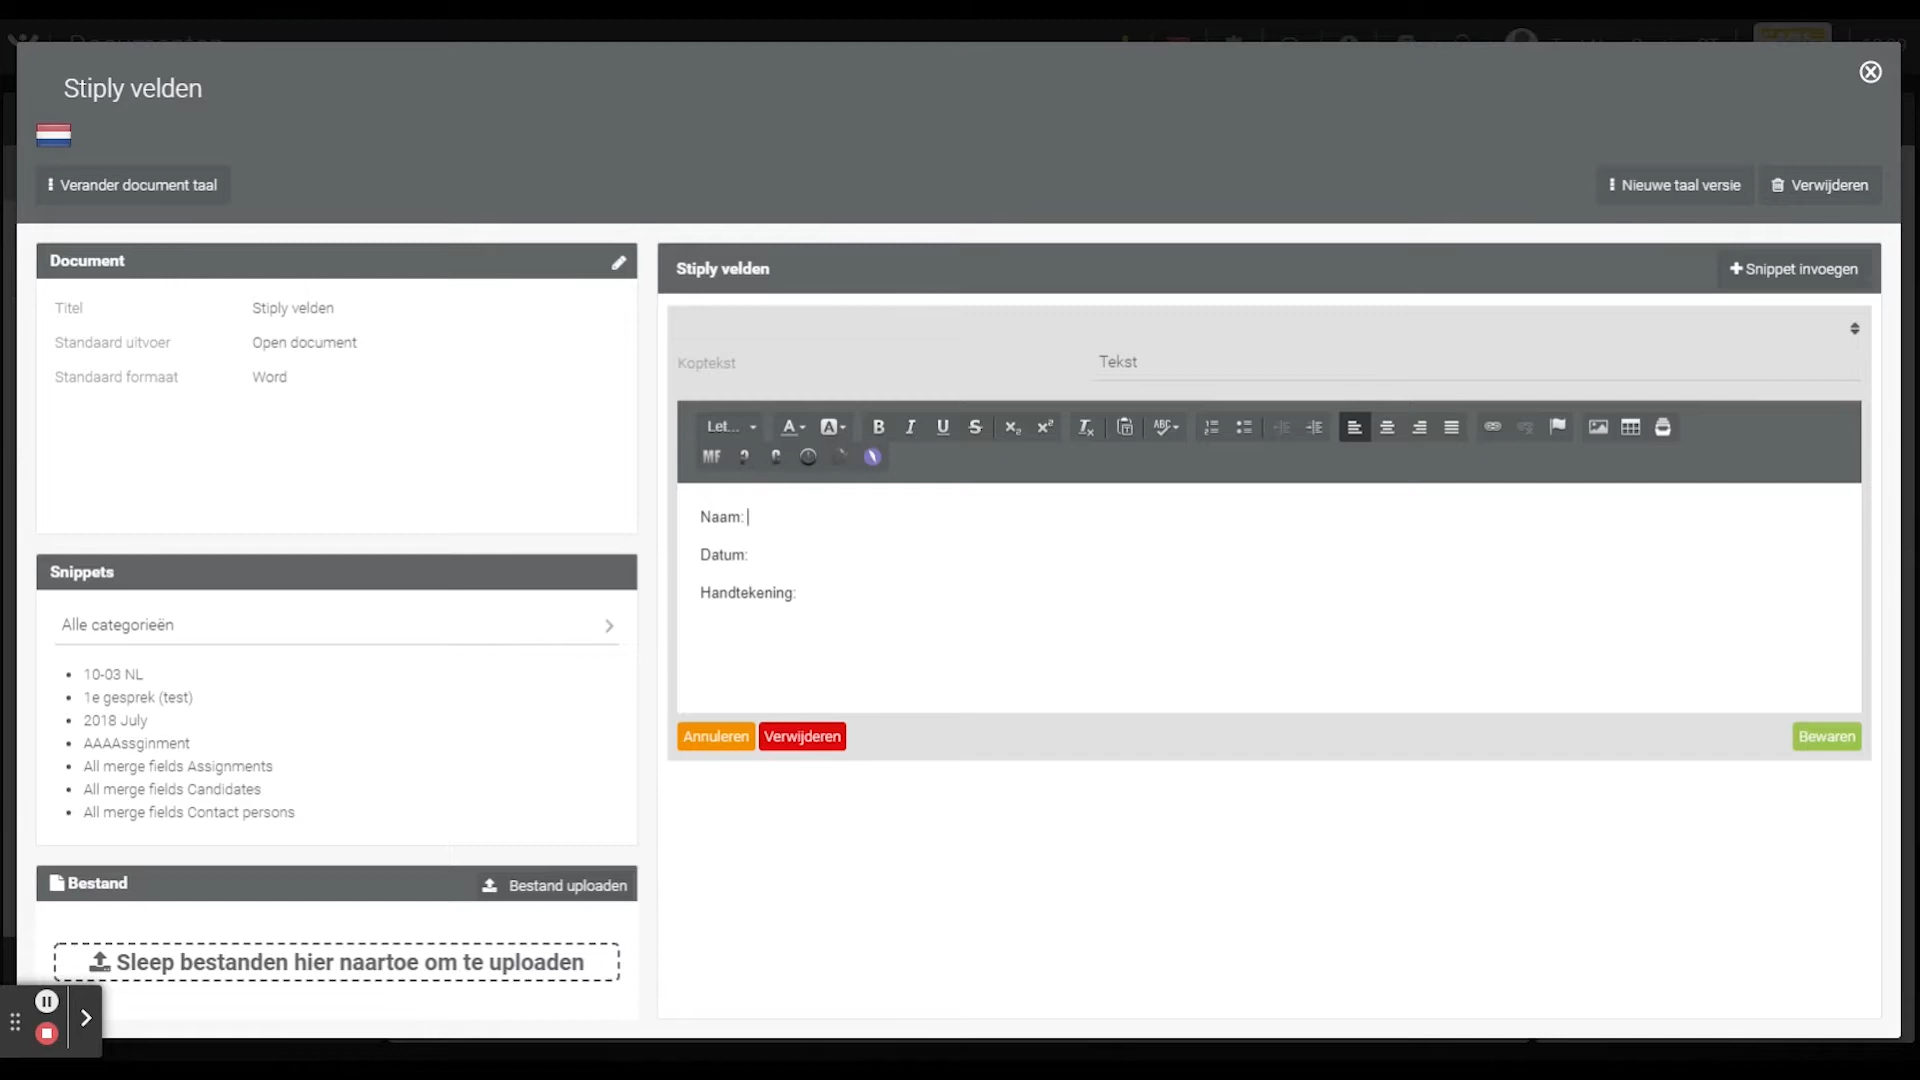 Stiply velden
Verander document taal
Nieuwe taal versie
Verwijderen
Document
Titel
Stiply velden
Standaard uitvoer
Open document
Standaard formaat
Word
Snippets
Alle categorieën
10-03 NL
1e gesprek (test)
2018 July
AAAAssginment
All merge fields Assignments
All merge fields Candidates
All merge fields Contact persons
Bestand
Bestand uploaden
Sleep bestanden hier naartoe om te uploaden
Stiply velden
Snippet invoegen
Koptekst
Tekst
Let...
MF
Naam:
Datum:
Handtekening:
Annuleren
Verwijderen
Bewaren